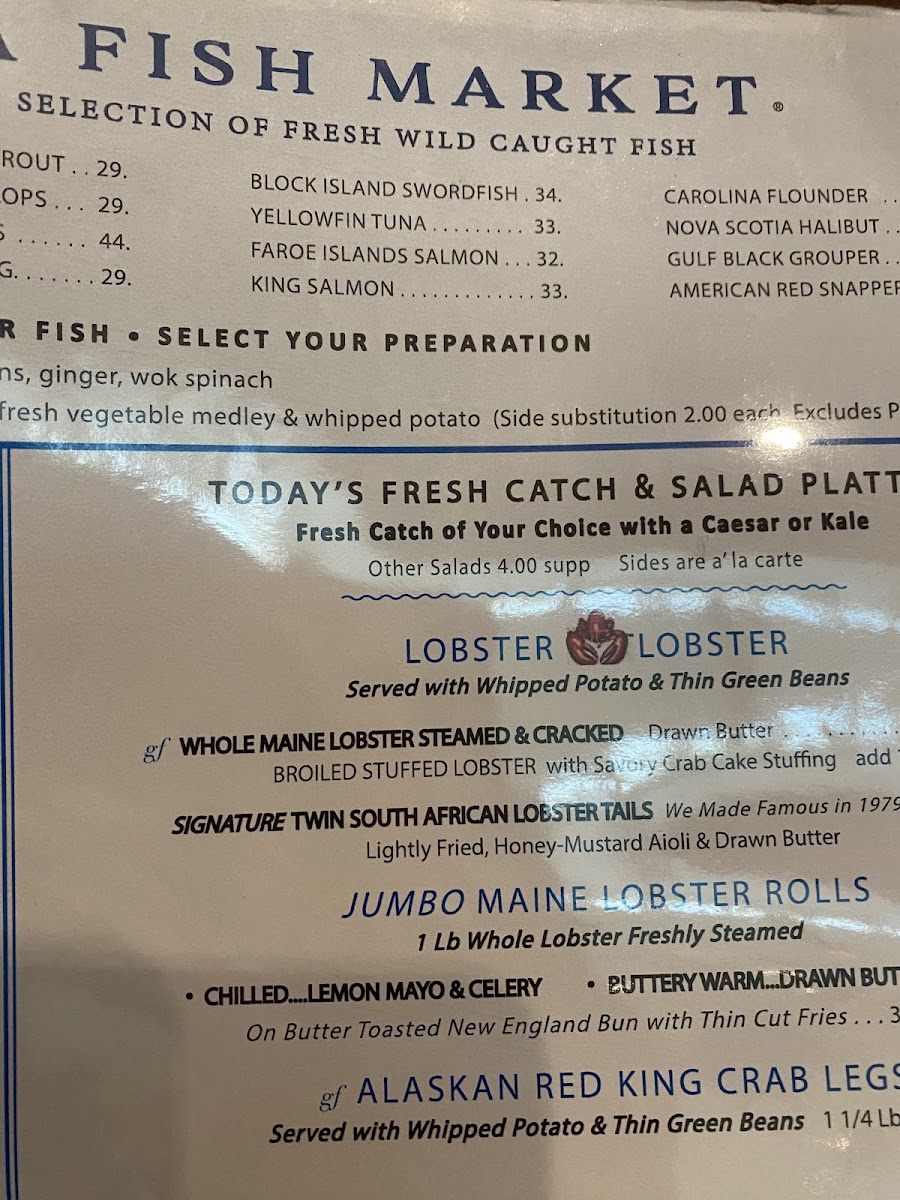 FISH MARKET®
SELECTION OF FRESH WILD CAUGHT FISH
ROUT . . 29.
OPS . . . 29.
S . . . . . . 44.
G. . . . . . . 29.
BLOCK ISLAND SWORDFISH . 34.
YELLOWFIN TUNA . . . . . . . . . 33.
FAROE ISLANDS SALMON . . . 32.
KING SALMON . . . . . . . . . . . . . 33.
CAROLINA FLOUNDER . .
NOVA SCOTIA HALIBUT . .
GULF BLACK GROUPER . .
AMERICAN RED SNAPPER
R FISH • SELECT YOUR PREPARATION
ns, ginger, wok spinach
fresh vegetable medley & whipped potato (Side substitution 2.00 each Excludes P
TODAY'S FRESH CATCH & SALAD PLATT
Fresh Catch of Your Choice with a Caesar or Kale
Other Salads 4.00 supp Sides are a' la carte
LOBSTER LOBSTER
Served with Whipped Potato & Thin Green Beans
gf WHOLE MAINE LOBSTER STEAMED & CRACKED Drawn Butter . . . . . . . . . .
BROILED STUFFED LOBSTER with Savory Crab Cake Stuffing add
SIGNATURE TWIN SOUTH AFRICAN LOBSTER TAILS We Made Famous in 1979
Lightly Fried, Honey-Mustard Aioli & Drawn Butter
JUMBO MAINE LOBSTER ROLLS
1 Lb Whole Lobster Freshly Steamed
• CHILLED....LEMON MAYO & CELERY • BUTTERY WARM...DRAWN BUT
On Butter Toasted New England Bun with Thin Cut Fries . . . 3
gf ALASKAN RED KING CRAB LEGS
Served with Whipped Potato & Thin Green Beans 1 1/4 Lb